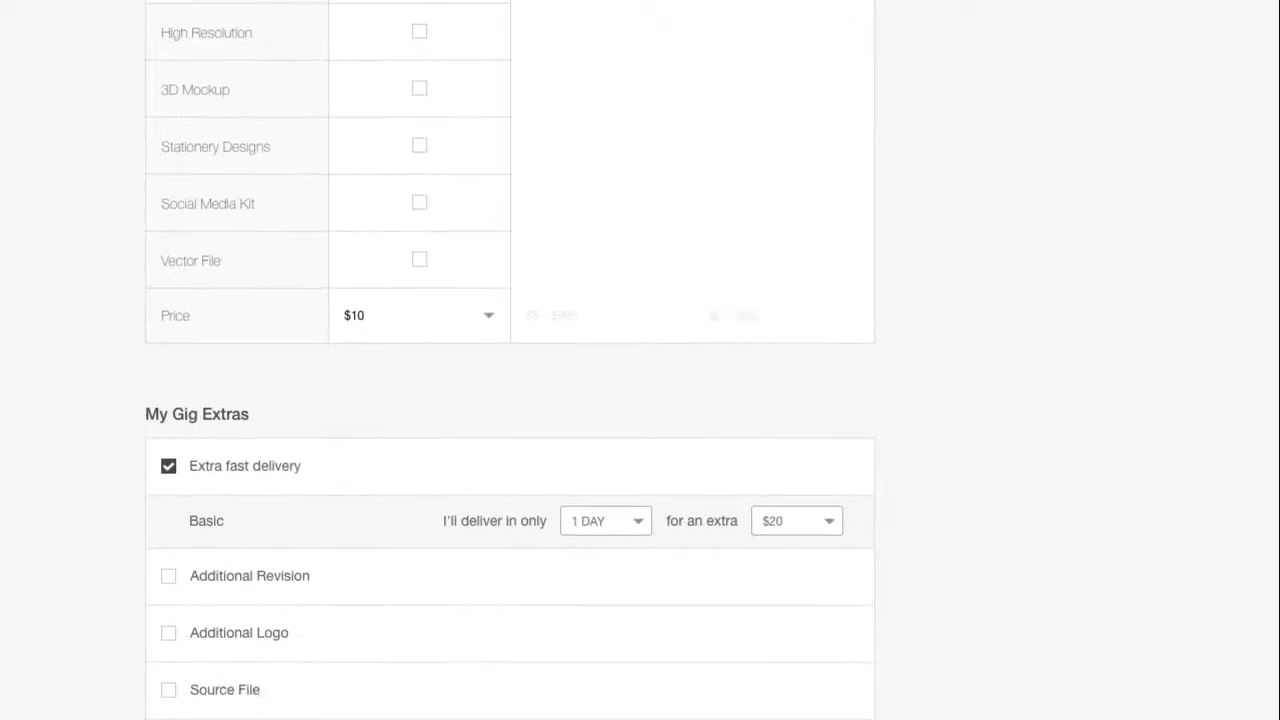 High Resolution
3D Mockup
Stationery Designs
Social Media Kit
Vector File
Price $10
My Gig Extras
Extra fast delivery
Basic I'll deliver in only 1 DAY for an extra $20
Additional Revision
Additional Logo
Source File